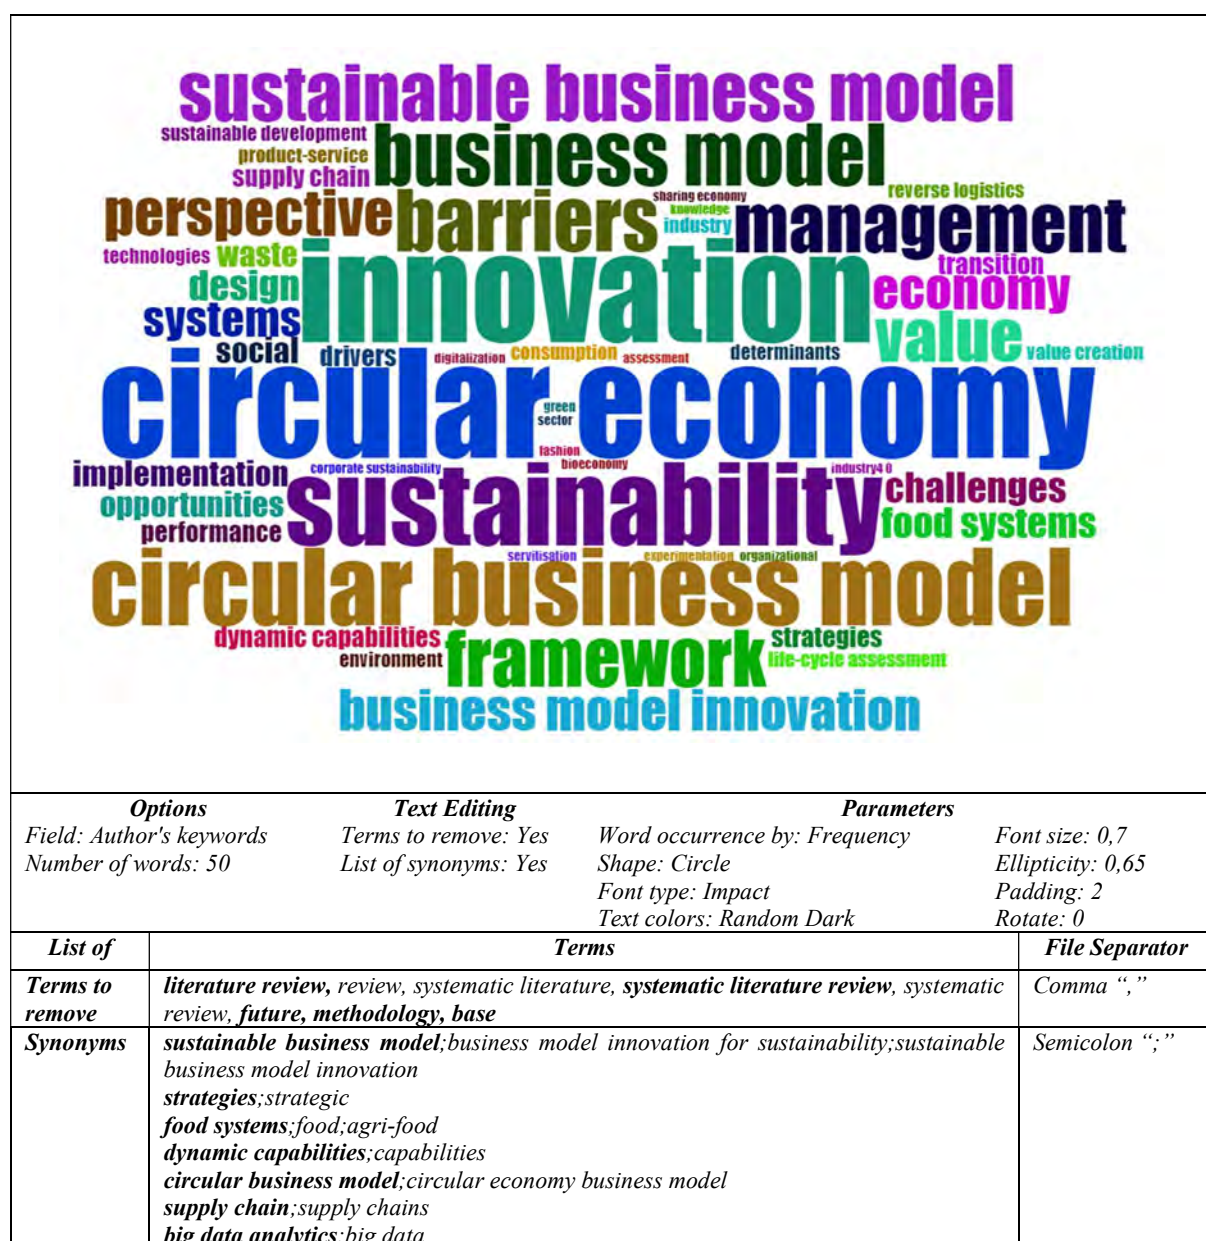 sustainable business model
sustainable development
product-service
business model
supply chain
reverse logistics
sharing economy
perspective
barriers
knowledge
industry
management
technologies
waste
innovation
transition
design
economy
systems
value
social
drivers
digitalization
consumption
assessment
determinants
value creation
circular economy
green
sector
fashion
bioeconomy
implementation
corporate sustainability
sustainability
industry4 0
challenges
opportunities
food systems
performance
servitisation
experimentation
organizational
circular business model
dynamic capabilities
framework
strategies
environment
life-cycle assessment
business model innovation
Options Text Editing Parameters
Field: Author's keywords Terms to remove: Yes Word occurrence by: Frequency Font size: 0,7
Number of words: 50 List of synonyms: Yes Shape: Circle Ellipticity: 0,65
Font type: Impact Padding: 2
Text colors: Random Dark Rotate: 0
List of Terms File Separator
Terms to literature review, review, systematic literature, systematic literature review, systematic Comma “,”
remove review, future, methodology, base
Synonyms sustainable business model;business model innovation for sustainability;sustainable Semicolon “;”
business model innovation
strategies;strategic
food systems;food;agri-food
dynamic capabilities;capabilities
circular business model;circular economy business model
supply chain;supply chains
big data analytics;big data